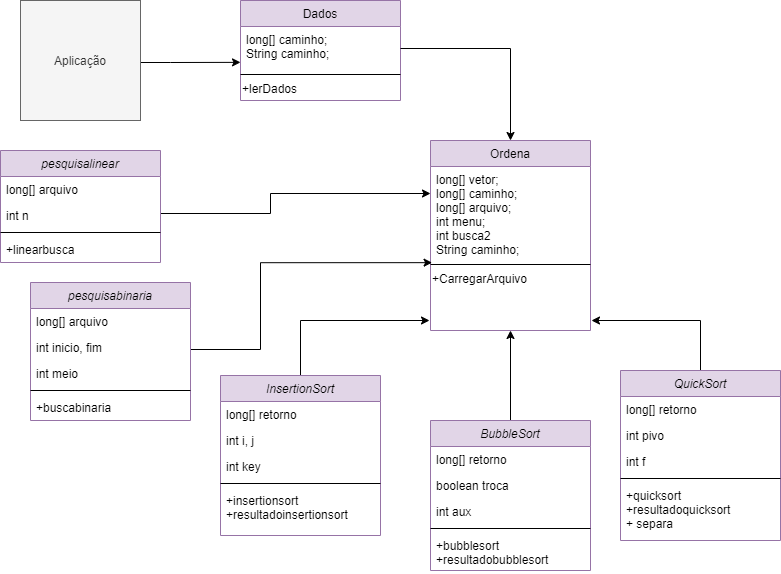 Aplicação
Dados
long[] caminho;
String caminho;
+lerDados
Ordena
long[] vetor;
long[] caminho;
long[] arquivo;
int menu;
int busca2
String caminho;
+CarregarArquivo
pesquisalinear
long[] arquivo
int n
+linearbusca
pesquisabinaria
long[] arquivo
int inicio, fim
int meio
+buscabinaria
InsertionSort
long[] retorno
int i, j
int key
+insertionsort
+resultadoinsertionsort
BubbleSort
long[] retorno
boolean troca
int aux
+bubblesort
+resultadobubblesort
QuickSort
long[] retorno
int pivo
int f
+quicksort
+resultadoquicksort
+ separa